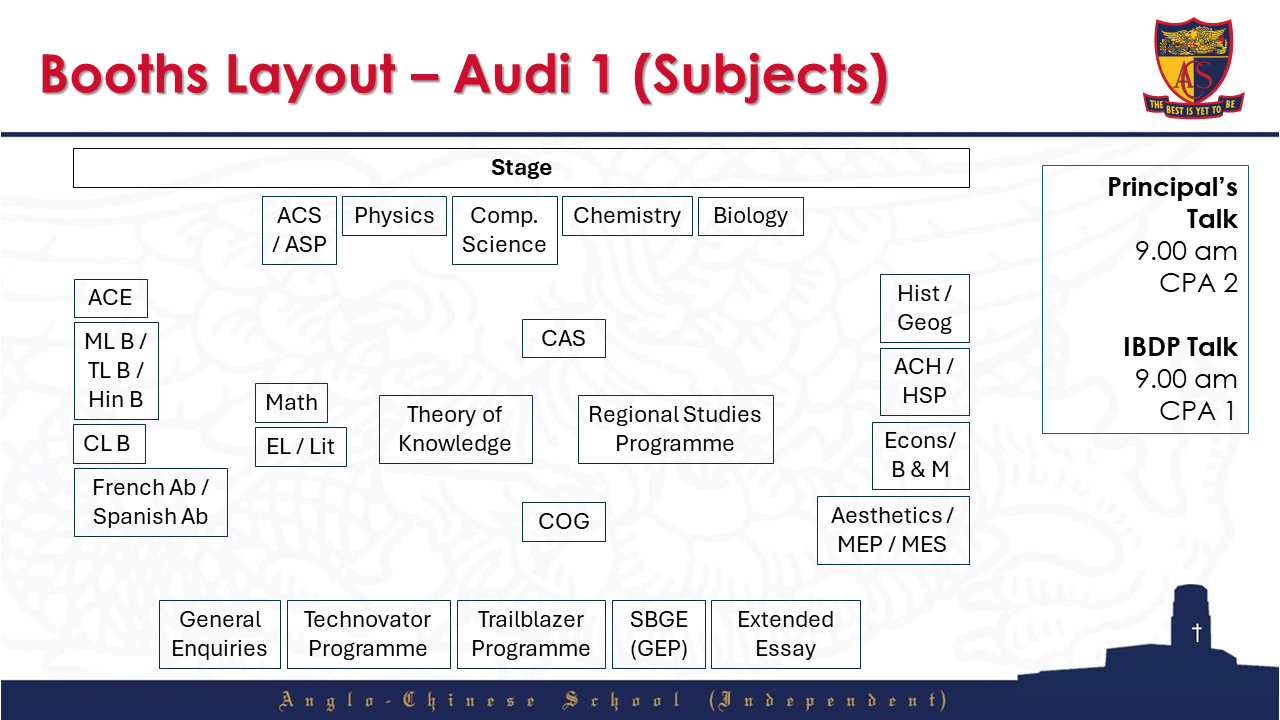 Booths Layout – Audi 1 (Subjects)
ACS
THE BEST IS YET TO BE
Stage
ACS
/ ASP
Physics
Comp.
Science
Chemistry
Biology
ACE
ML B /
TL B /
Hin B
CL B
French Ab /
Spanish Ab
Math
EL / Lit
CAS
Theory of
Knowledge
Regional Studies
Programme
COG
Hist /
Geog
ACH /
HSP
Econs/
B & M
Aesthetics /
MEP / MES
General
Enquiries
Technovator
Programme
Trailblazer
Programme
SBGE
(GEP)
Extended
Essay
Principal’s
Talk
9.00 am
CPA 2
IBDP Talk
9.00 am
CPA 1
Anglo-Chinese School (Independent)